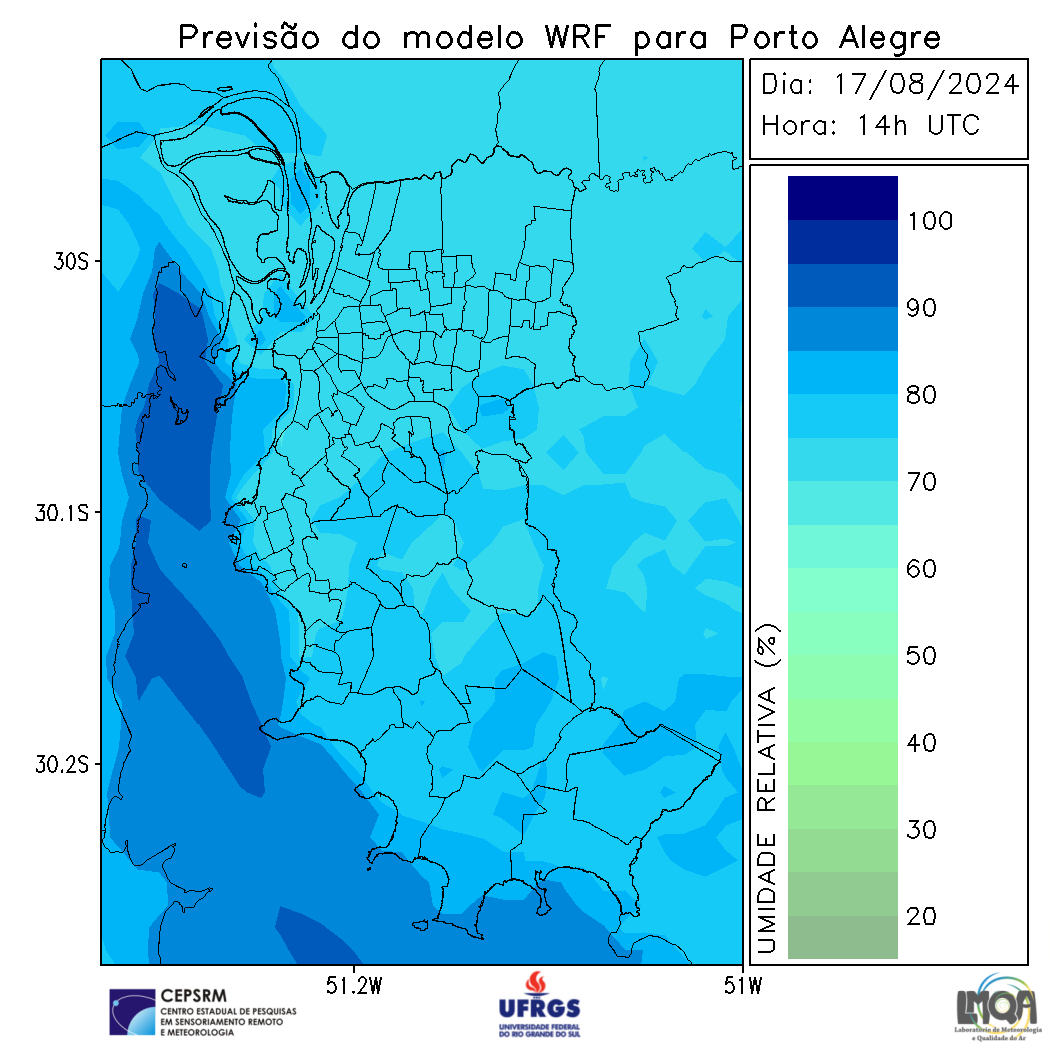 Previsão do modelo WRF para Porto Alegre
Dia: 17/08/2024
Hora: 14h UTC
100
90
80
70
60
50
40
30
20
UMIDADE RELATIVA (%)
30S
30.1S
30.2S
51.2W
51W
CEPSRM
CENTRO ESTADUAL DE PESQUISAS
EM SENSORIAMENTO REMOTO
E METEOROLOGIA
UFRGS
UNIVERSIDADE FEDERAL
DO RIO GRANDE DO SUL
LMQA
Laboratório de Meteorologia
e Qualidade do Ar